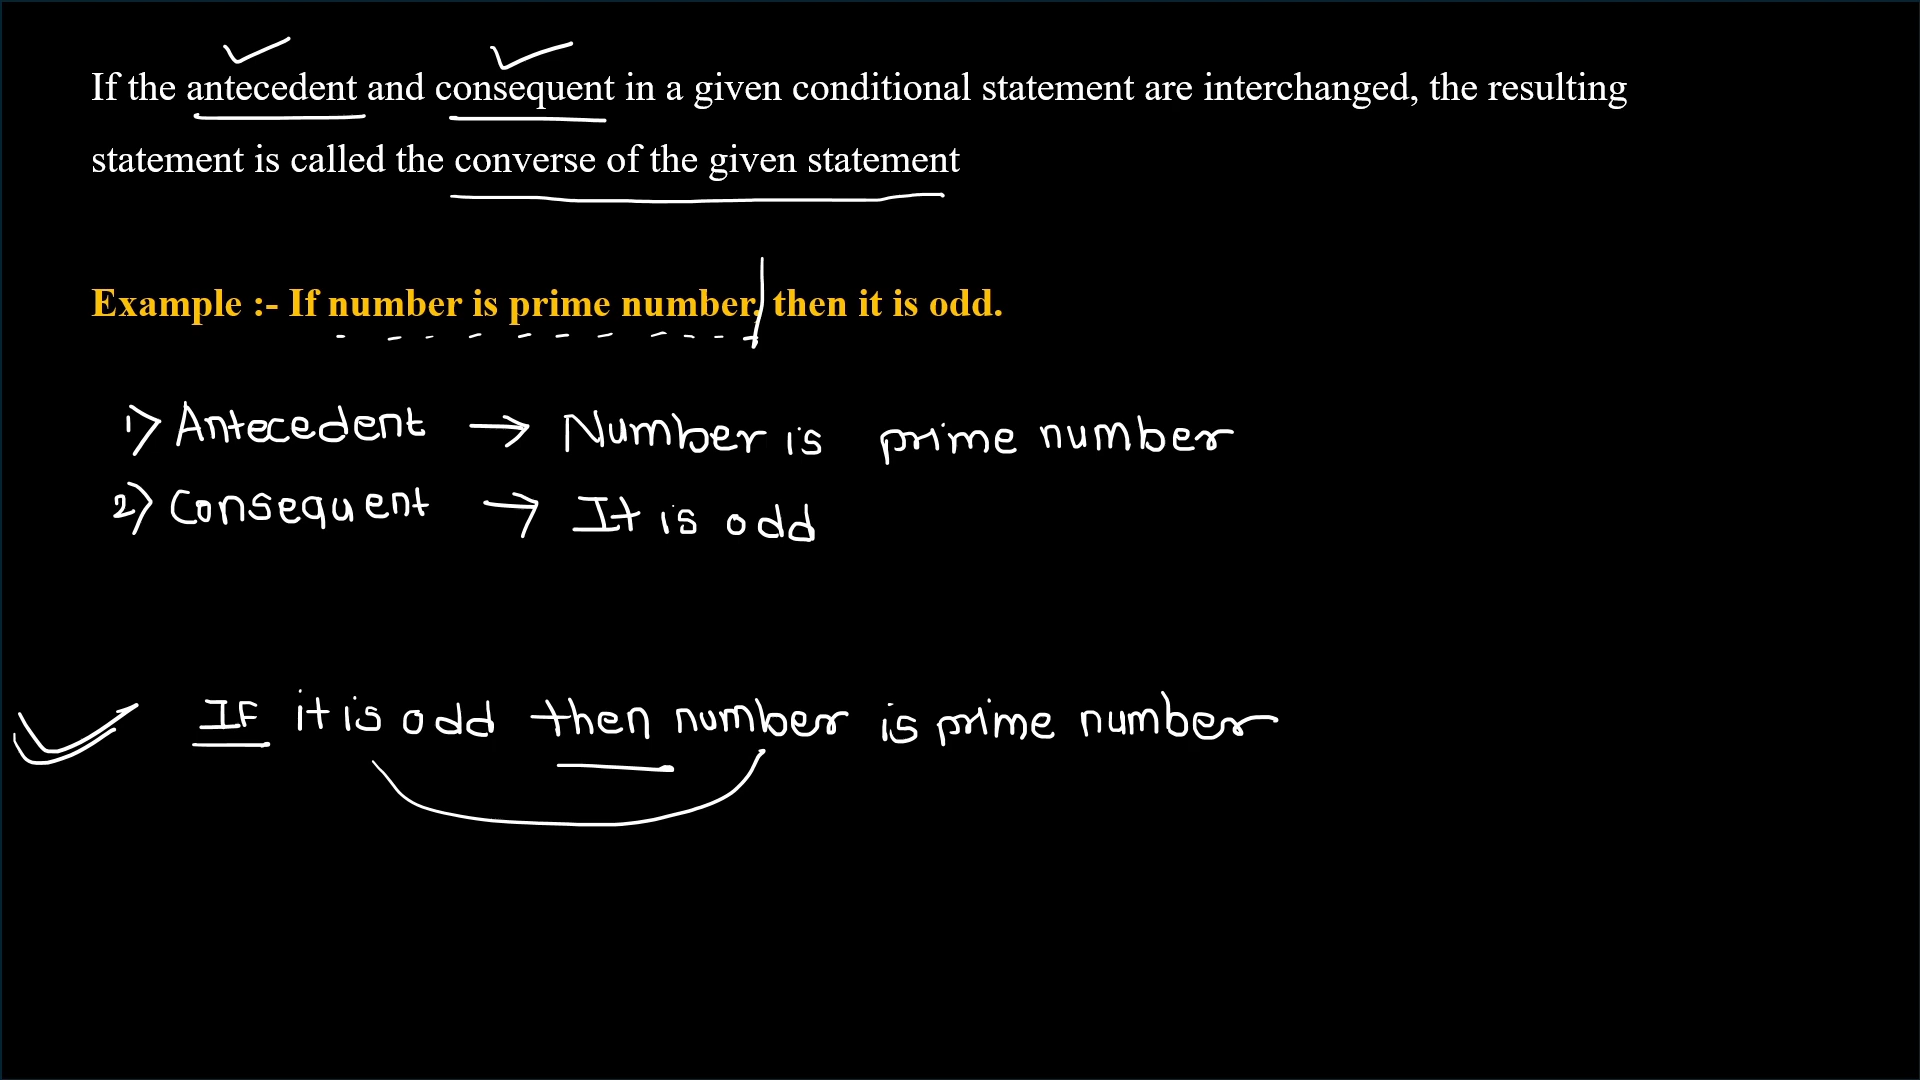 If the antecedent and consequent in a given conditional statement are interchanged, the resulting
statement is called the converse of the given statement
Example :- If number is prime number, then it is odd.
1) Antecedent → Number is prime number
2) Consequent → It is odd
IF it is odd then number is prime number